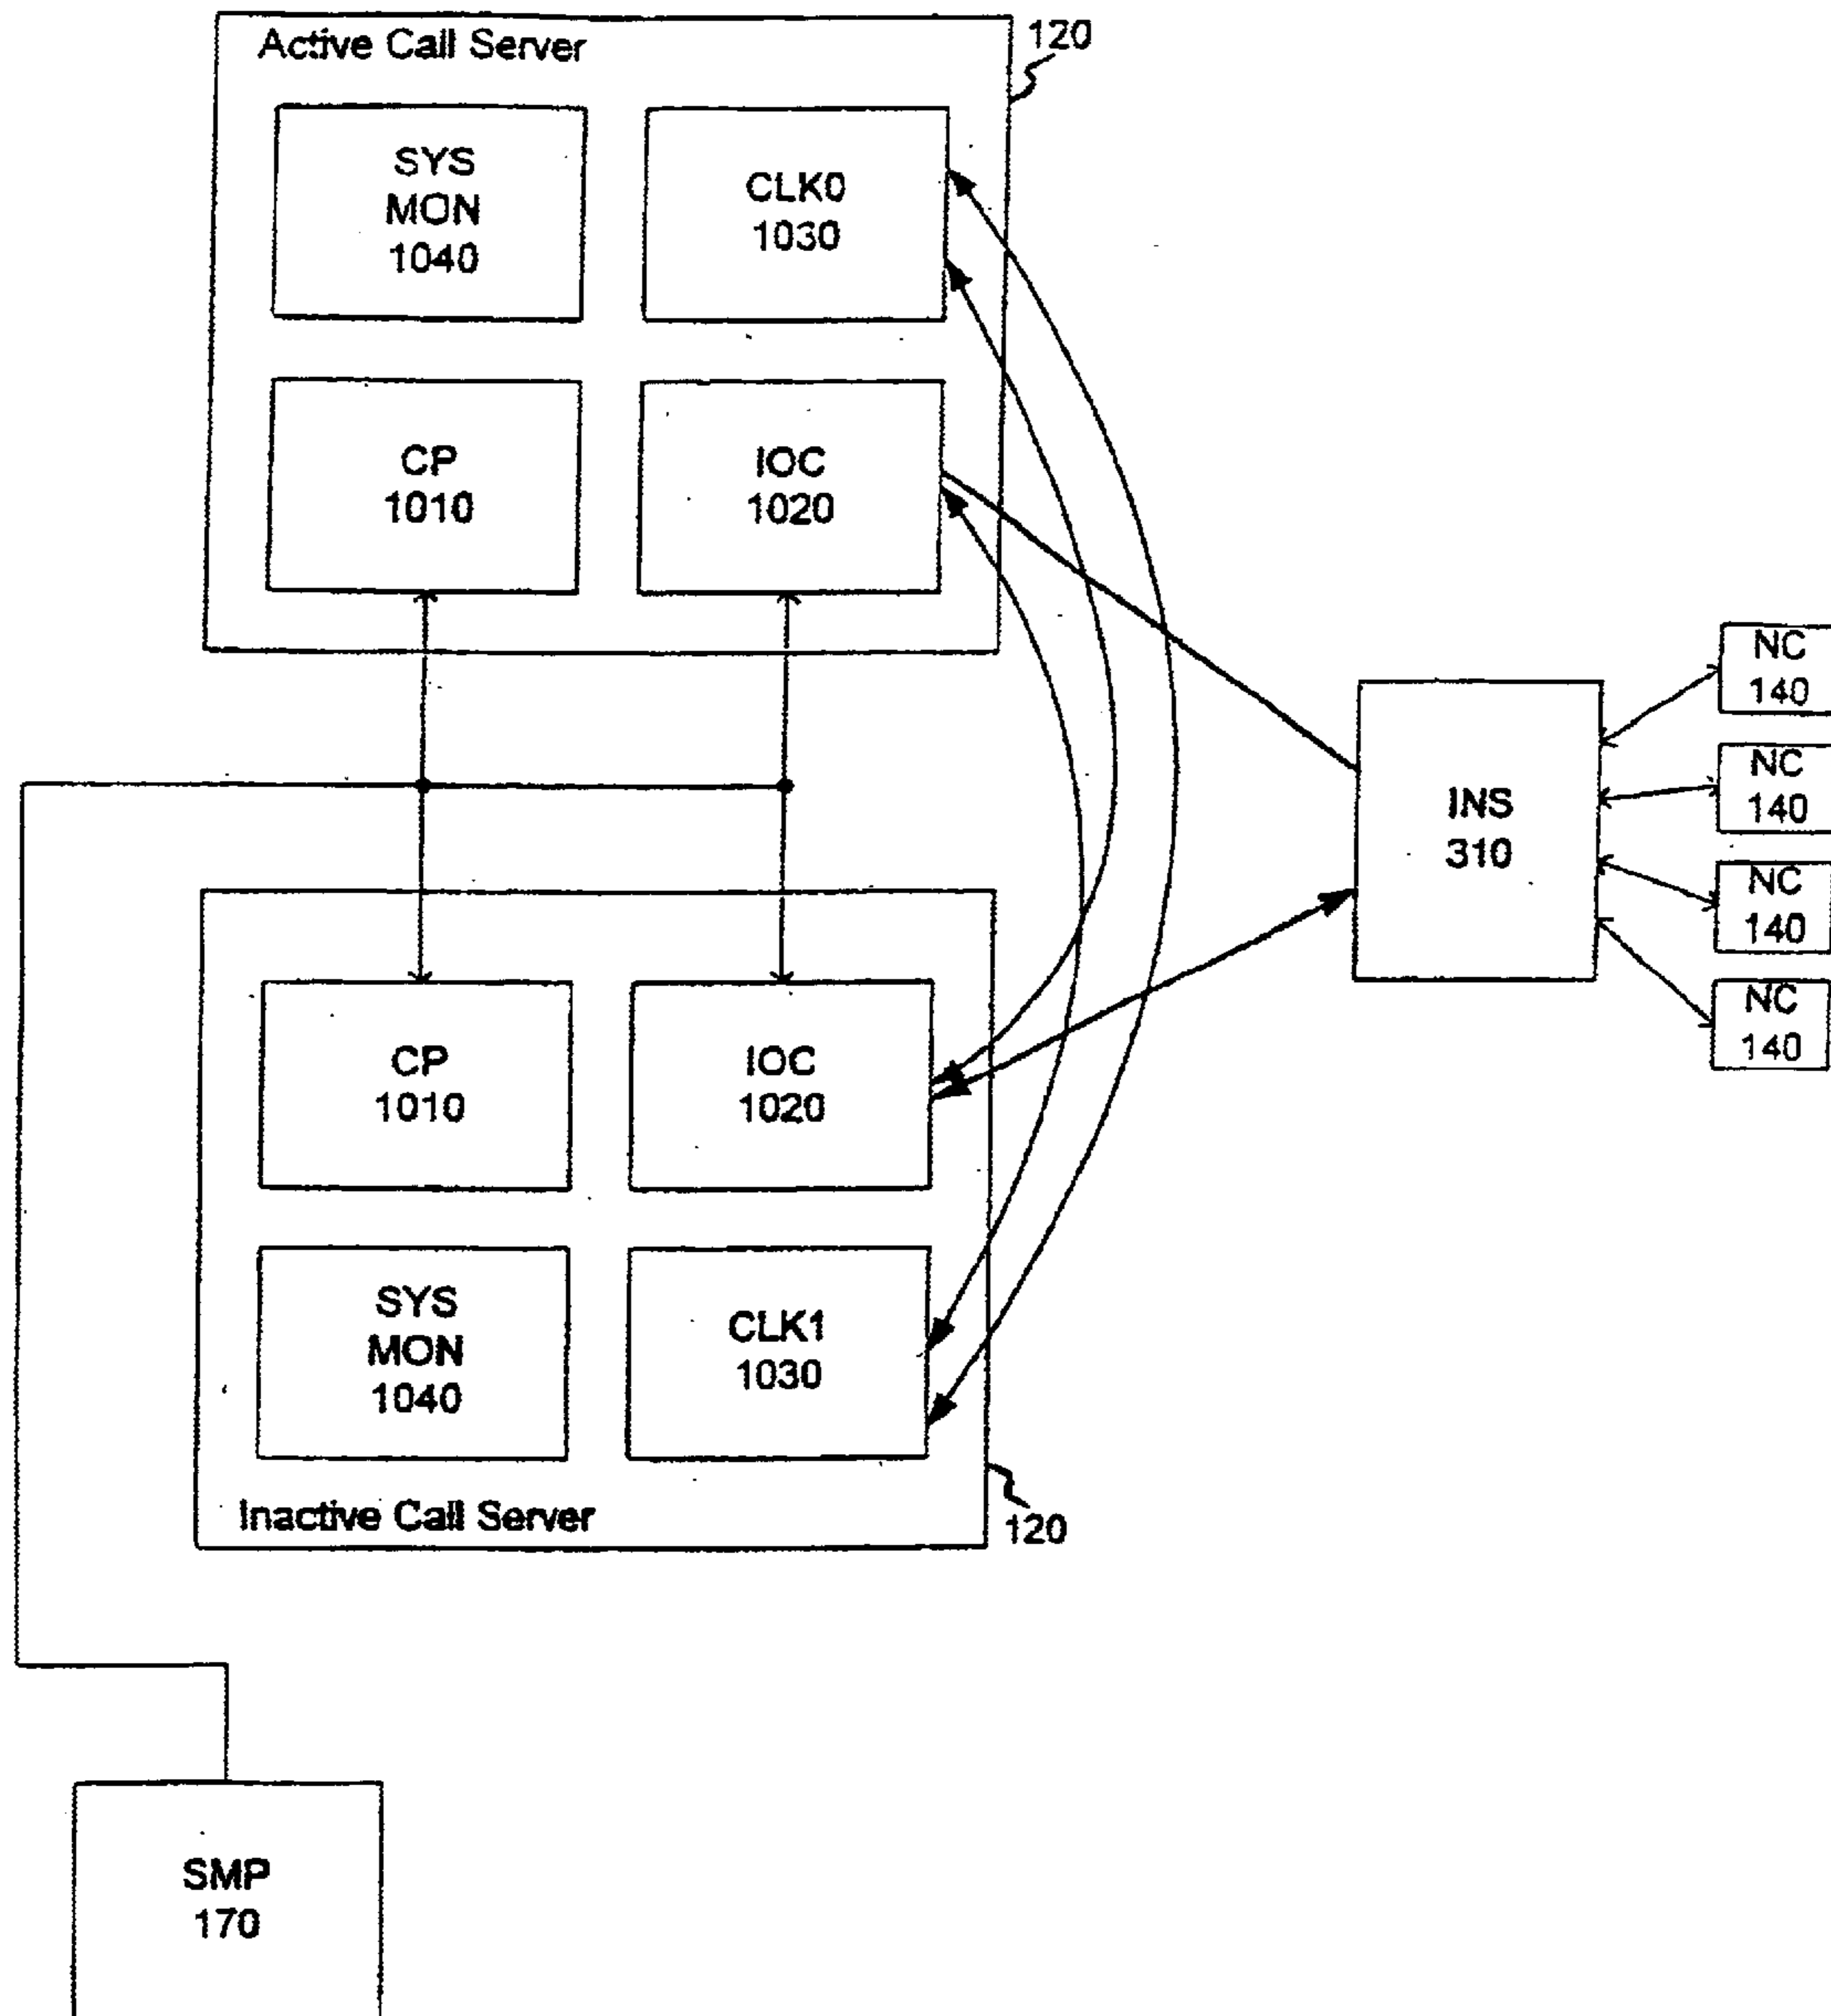 Active Call Server
120
SYS
MON
1040
CLK0
1030
CP
1010
IOC
1020
NC
140
NC
140
NC
140
NC
140
INS
310
CP
1010
IOC
1020
SYS
MON
1040
CLK1
1030
Inactive Call Server
120
SMP
170